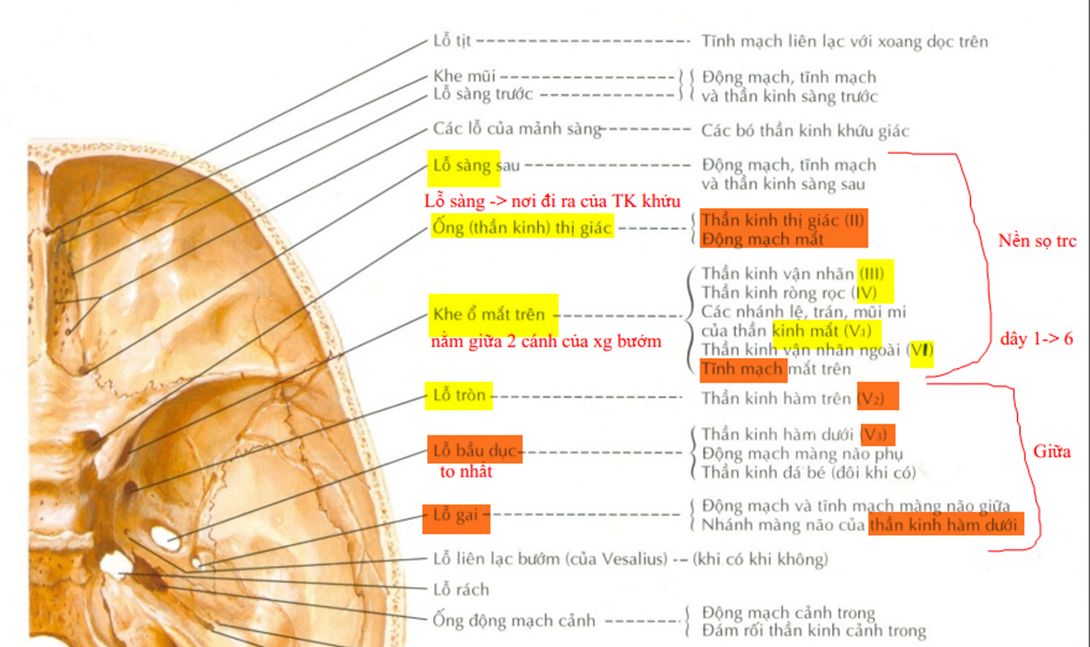 Lỗ tịt Tĩnh mạch liên lạc với xoang dọc trên
Khe mũi Động mạch, tĩnh mạch
Lỗ sàng trước và thần kinh sàng trước
Các lỗ của mảnh sàng Các bó thần kinh khứu giác
Lỗ sàng sau Động mạch, tĩnh mạch
và thần kinh sàng sau
Lỗ sàng -> nơi đi ra của TK khứu
Ống (thần kinh) thị giác Thần kinh thị giác (II)
Động mạch mắt
Nền sọ trc
Thần kinh vận nhãn (III)
Thần kinh ròng rọc (IV)
Khe ổ mắt trên Các nhánh lệ, trán, mũi mi
của thần kinh mắt (V₁)
nằm giữa 2 cánh của xg bướm
dây 1-> 6
Thần kinh vận nhãn ngoài (VI)
Tĩnh mạch mắt trên
Lỗ tròn Thần kinh hàm trên (V₂)
Thần kinh hàm dưới (V₃)
Lỗ bầu dục Động mạch màng não phụ
Giữa
to nhất
Thần kinh đá bé (đôi khi có)
Lỗ gai Động mạch và tĩnh mạch màng não giữa
Nhánh màng não của thần kinh hàm dưới
Lỗ liên lạc bướm (của Vesalius) -- (khi có khi không)
Lỗ rách
Ống động mạch cảnh Động mạch cảnh trong
Đám rối thần kinh cảnh trong